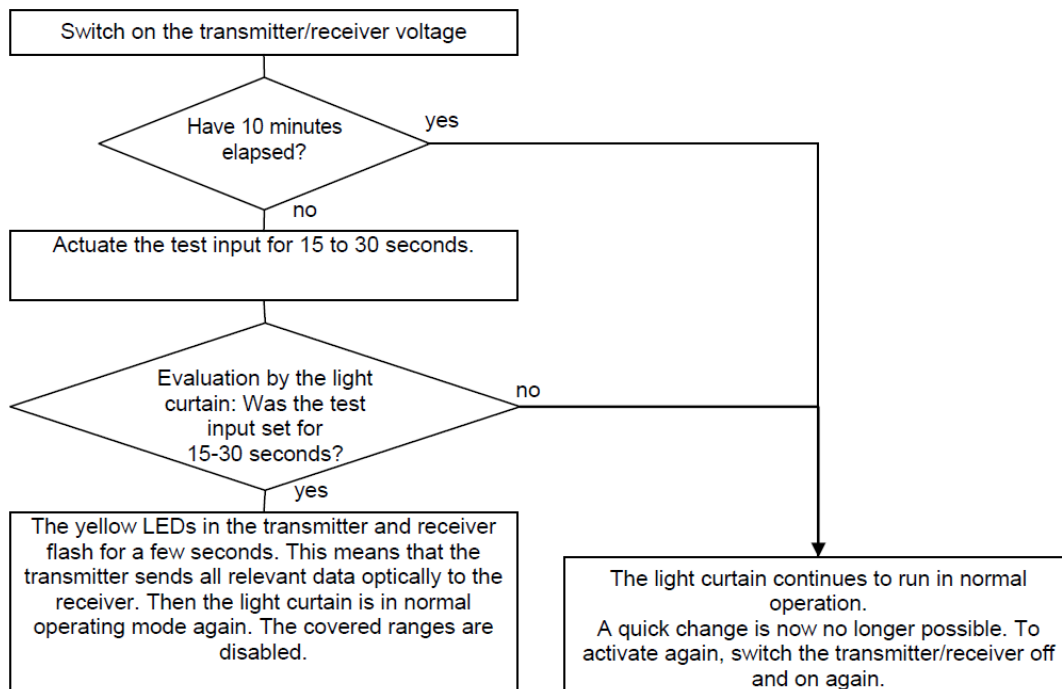 Switch on the transmitter/receiver voltage
Have 10 minutes
elapsed?
yes
no
Actuate the test input for 15 to 30 seconds.
Evaluation by the light
curtain: Was the test
input set for
15-30 seconds?
no
yes
The yellow LEDs in the transmitter and receiver
flash for a few seconds. This means that the
transmitter sends all relevant data optically to the
receiver. Then the light curtain is in normal
operating mode again. The covered ranges are
disabled.
The light curtain continues to run in normal
operation.
A quick change is now no longer possible. To
activate again, switch the transmitter/receiver off
and on again.